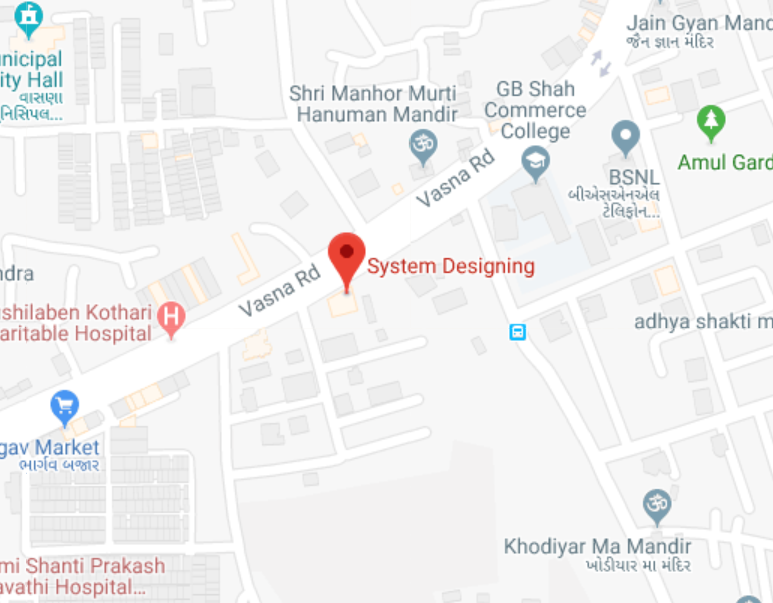 Jain Gyan Mand
જૈન જ્ઞાન મંદિર
nicipal
ity Hall
વાસણા
નિસિપલ...
Shri Manhor Murti
Hanuman Mandir
GB Shah
Commerce
College
Vasna Rd
Amul Gard
BSNL
બીએસએનએલ
ટેલિફોન...
System Designing
Vasna Rd
ndra
shilaben Kothari
aritable Hospital
H
adhya shakti m
gav Market
ભાર્ગવ બજાર
Khodiyar Ma Mandir
ખોડીયાર મા મંદિર
mi Shanti Prakash
avathi Hospital...